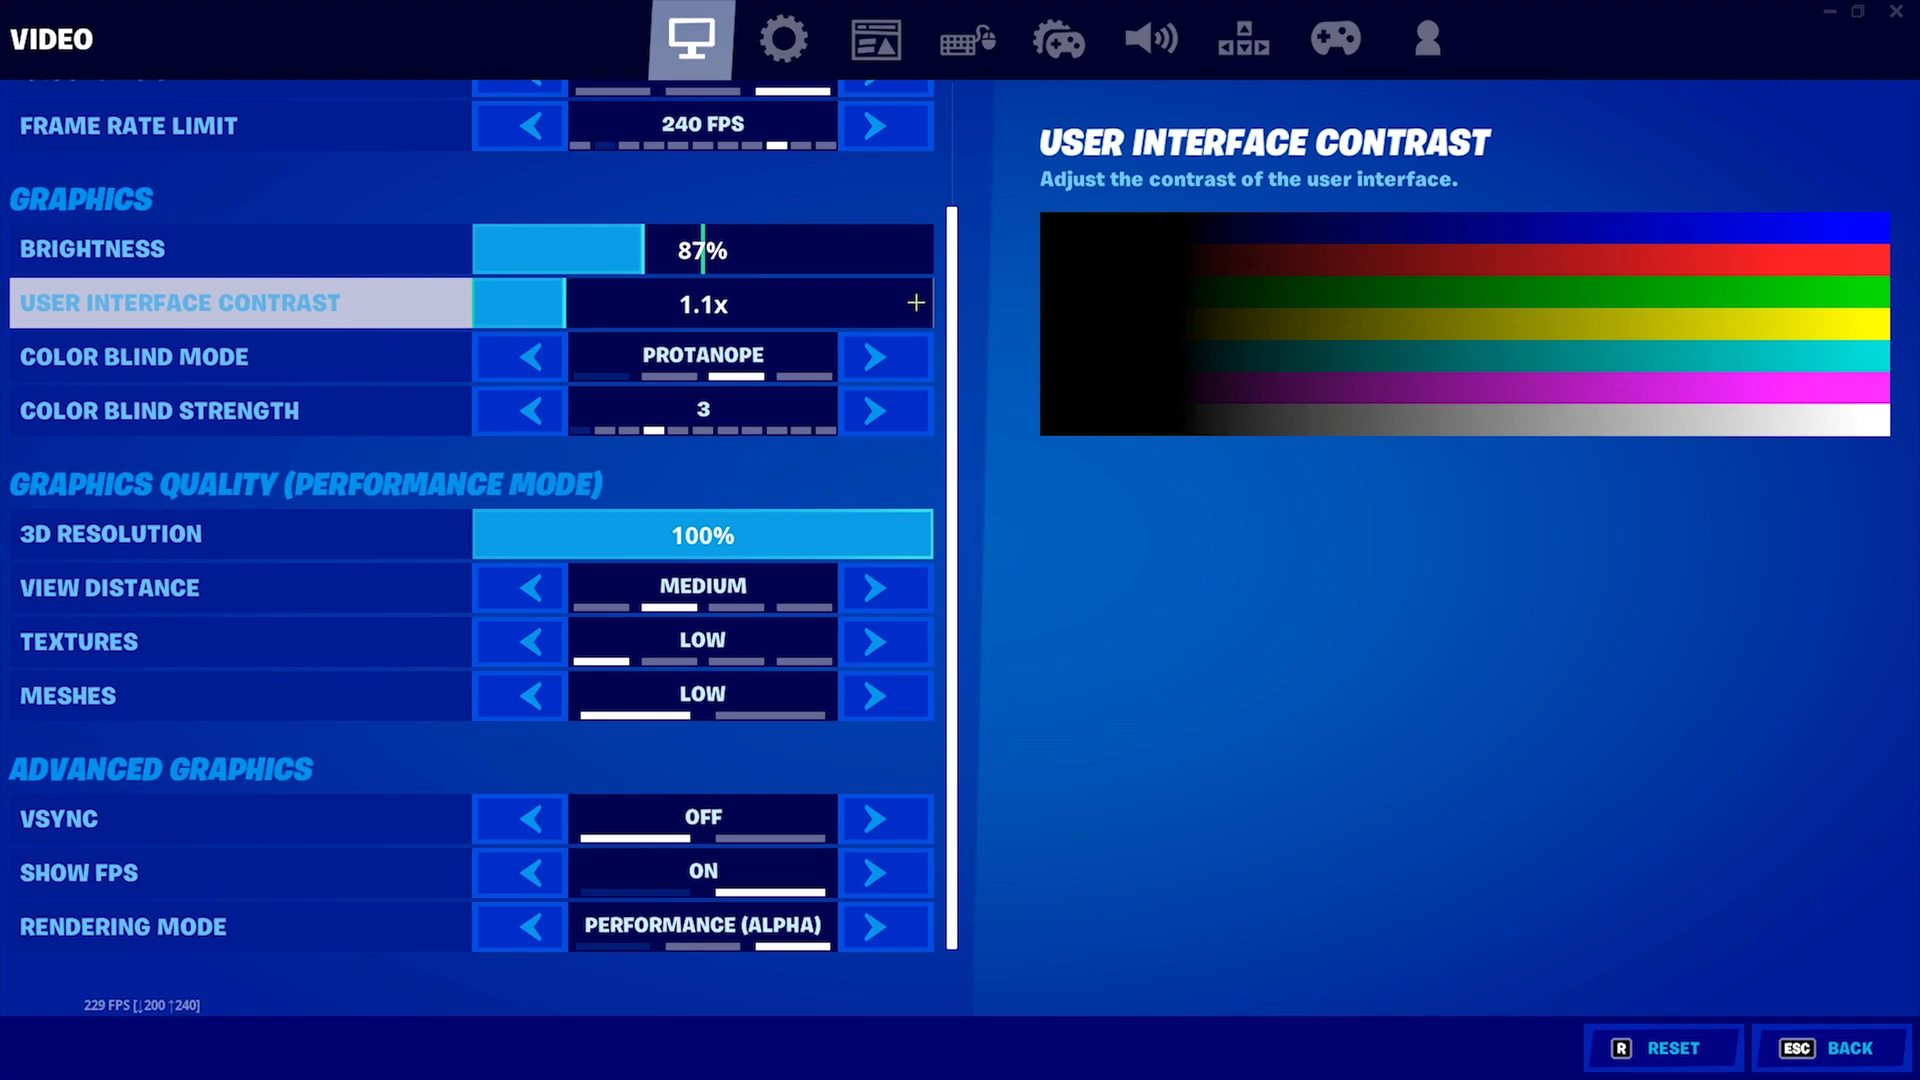 VIDEO
FRAME RATE LIMIT
240 FPS
GRAPHICS
BRIGHTNESS
87%
USER INTERFACE CONTRAST
1.1x
COLOR BLIND MODE
PROTANOPE
COLOR BLIND STRENGTH
3
GRAPHICS QUALITY (PERFORMANCE MODE)
3D RESOLUTION
100%
VIEW DISTANCE
MEDIUM
TEXTURES
LOW
MESHES
LOW
ADVANCED GRAPHICS
VSYNC
OFF
SHOW FPS
ON
RENDERING MODE
PERFORMANCE (ALPHA)
229 FPS [↓200 ↑240]
USER INTERFACE CONTRAST
Adjust the contrast of the user interface.
R RESET
ESC BACK